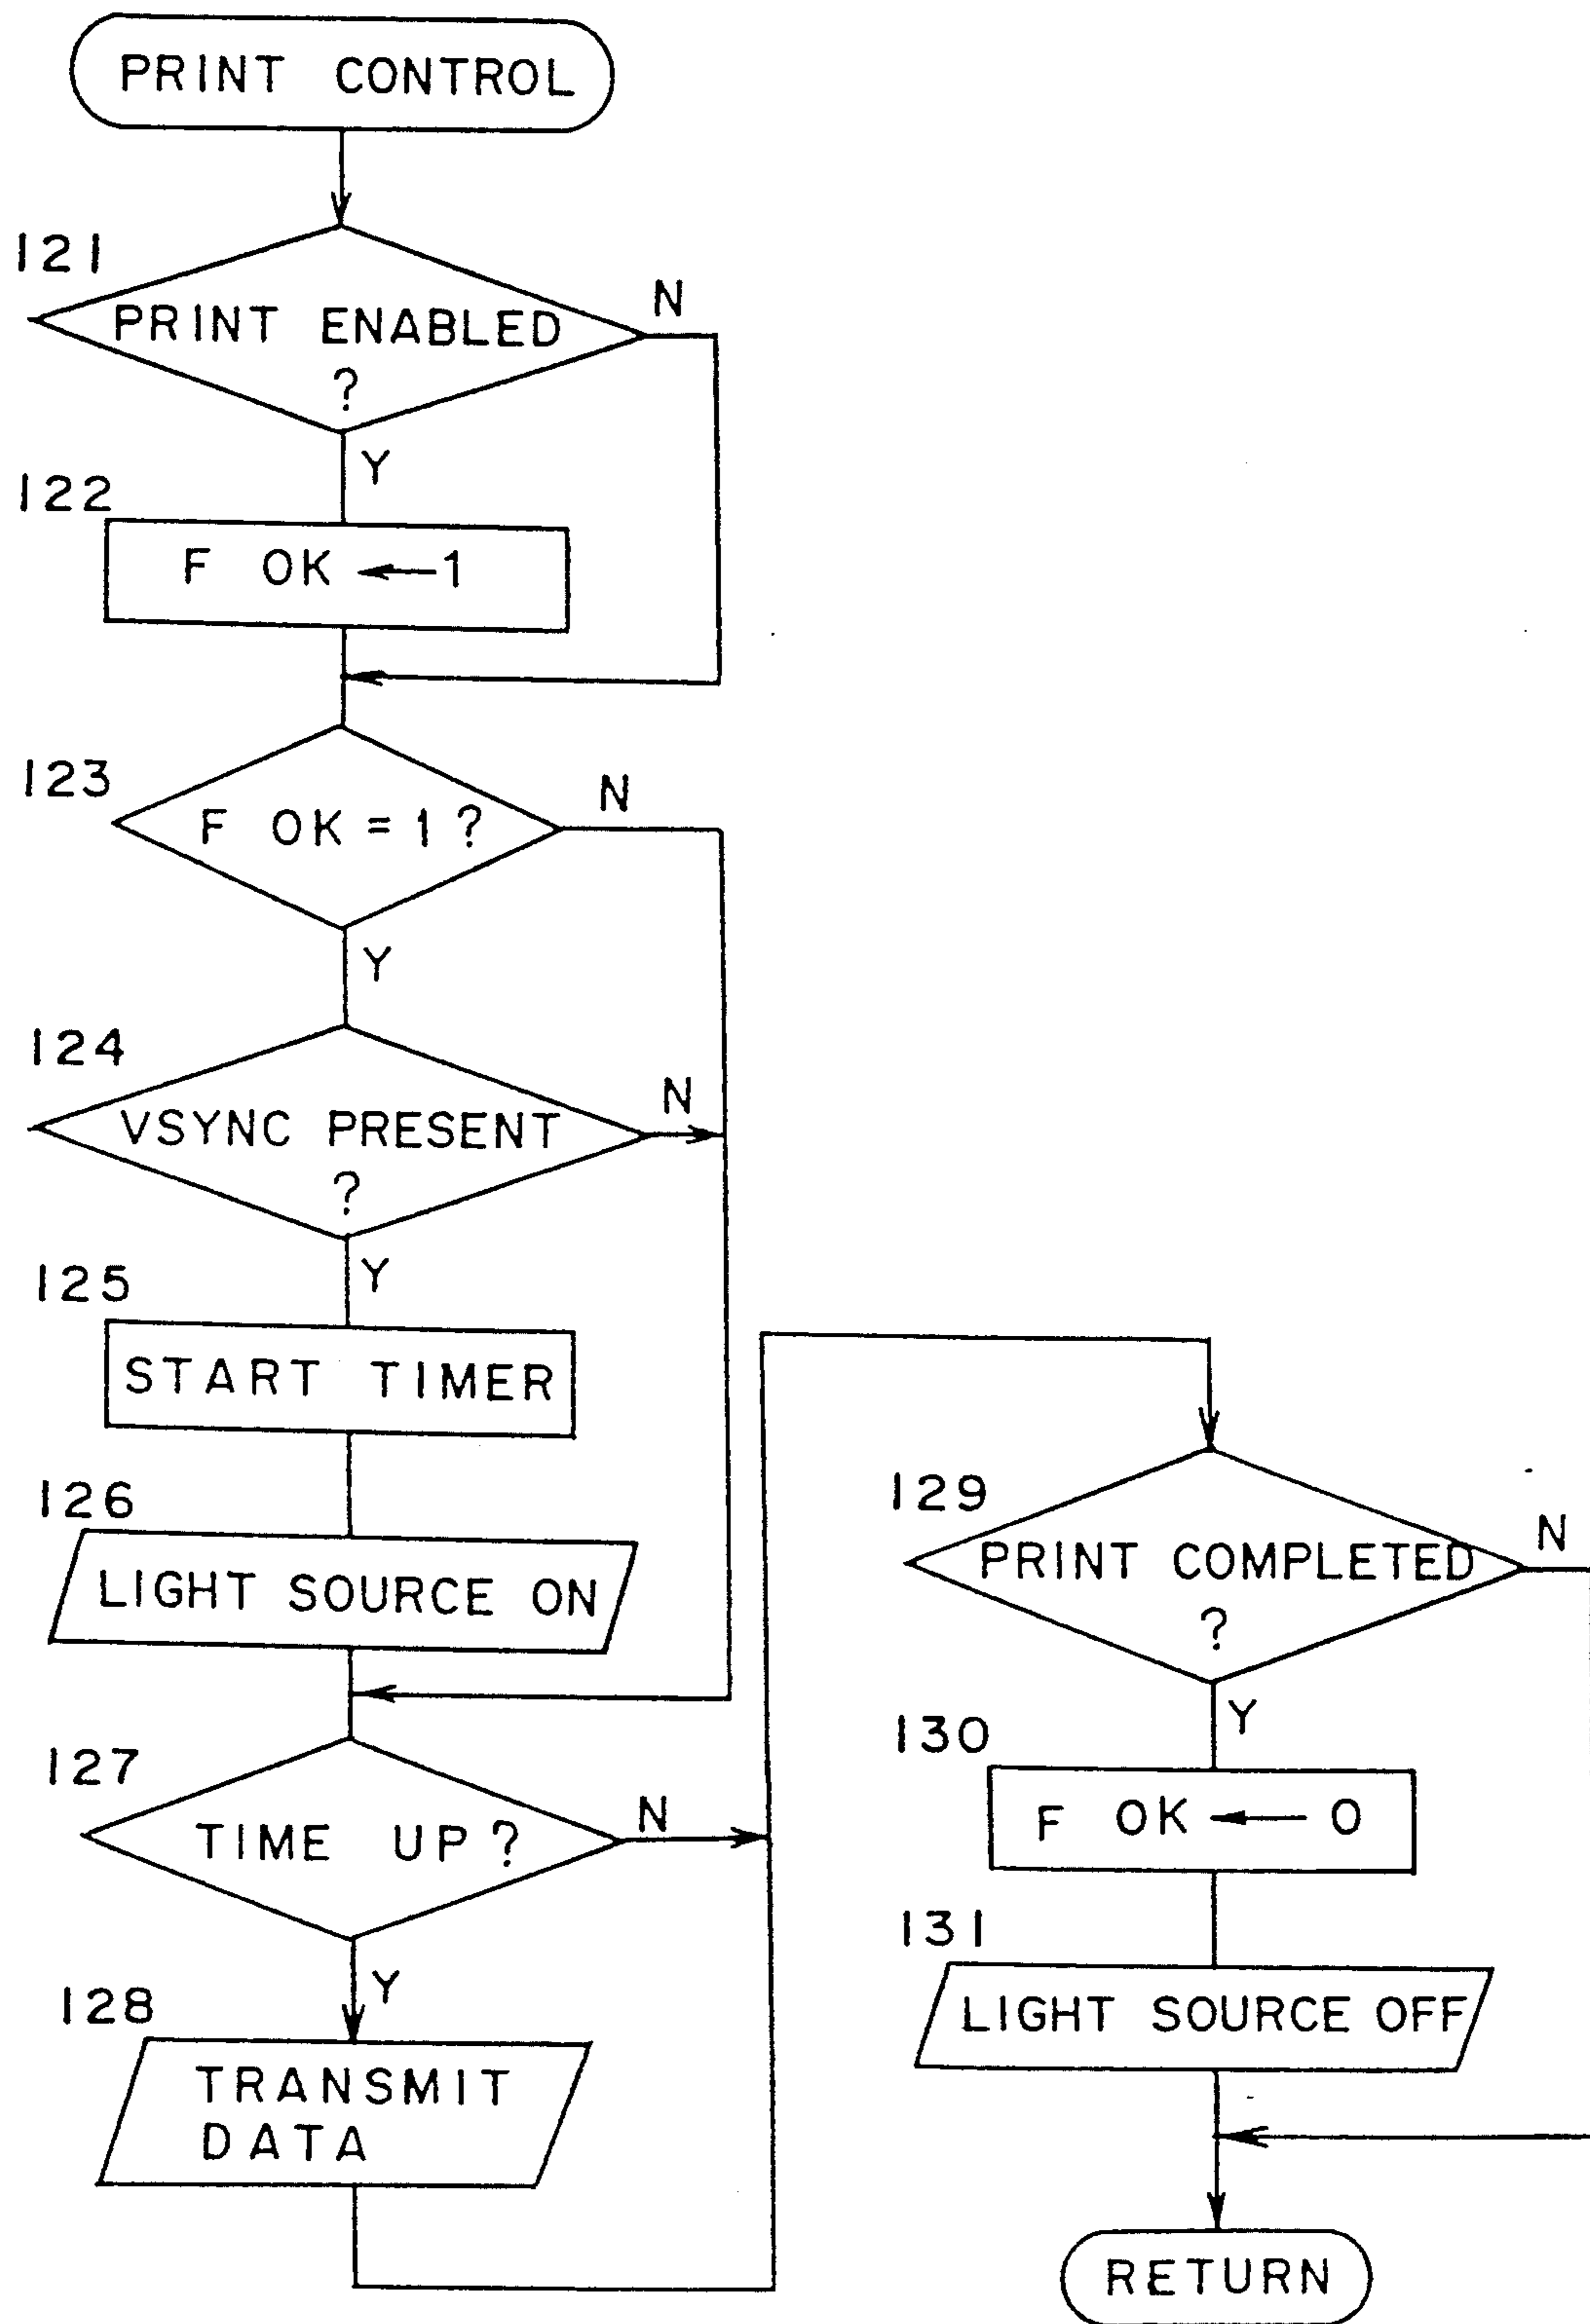 PRINT CONTROL
121
PRINT ENABLED
?
N
Y
122
F OK ←1
123
F OK = 1 ?
N
Y
124
VSYNC PRESENT
?
N
Y
125
START TIMER
126
LIGHT SOURCE ON
127
TIME UP ?
N
Y
128
TRANSMIT
DATA
129
PRINT COMPLETED
?
N
Y
130
F OK ← 0
131
LIGHT SOURCE OFF
RETURN